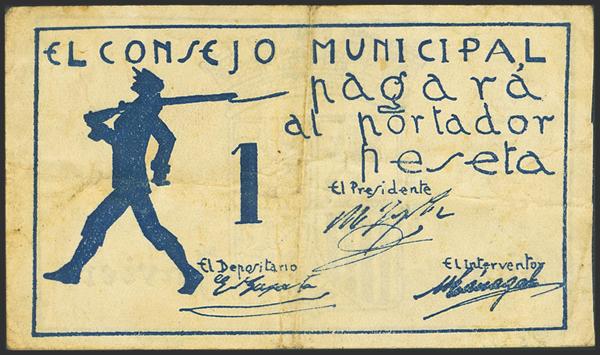 EL CONSEJO MUNICIPAL
pagará
al portador
1 peseta
El Presidente
El Depositario
El Interventor